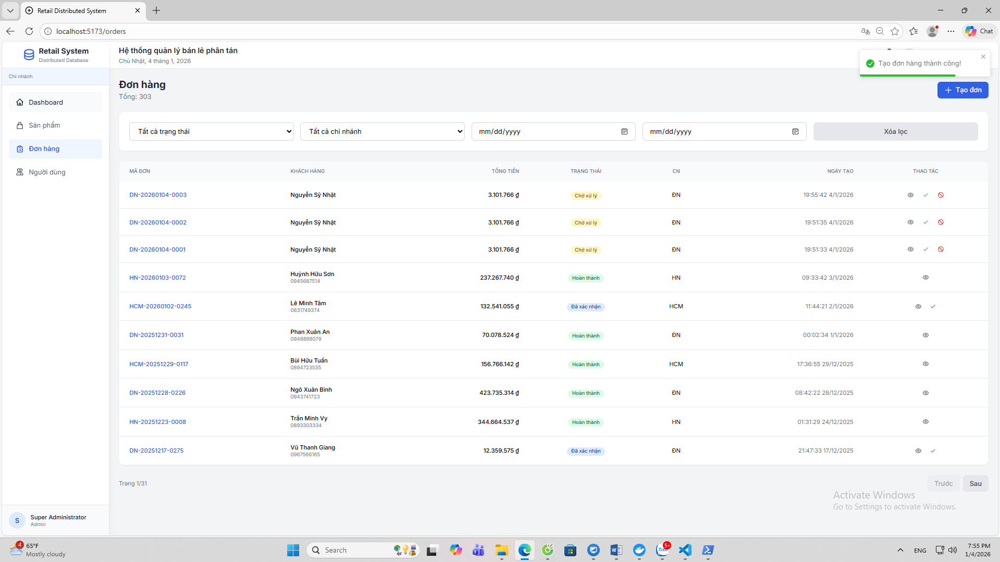 Retail Distributed System
localhost:5173/orders
Chat
Retail System
Distributed Database
Chi nhánh
Dashboard
Sản phẩm
Đơn hàng
Người dùng
Hệ thống quản lý bán lẻ phân tán
Chủ Nhật, 4 tháng 1, 2026
Tạo đơn hàng thành công!
Đơn hàng
Tổng: 303
Tạo đơn
Tất cả trạng thái
Tất cả chi nhánh
mm/dd/yyyy
mm/dd/yyyy
Xóa lọc
MÃ ĐƠN KHÁCH HÀNG TỔNG TIỀN TRẠNG THÁI CN NGÀY TẠO THAO TÁC
DN-20260104-0003 Nguyễn Sỹ Nhật 3.101.766 ₫ Chờ xử lý ĐN 19:55:42 4/1/2026
DN-20260104-0002 Nguyễn Sỹ Nhật 3.101.766 ₫ Chờ xử lý ĐN 19:51:35 4/1/2026
DN-20260104-0001 Nguyễn Sỹ Nhật 3.101.766 ₫ Chờ xử lý ĐN 19:51:33 4/1/2026
HN-20260103-0072 Huỳnh Hữu Sơn 237.267.740 ₫ Hoàn thành HN 09:33:42 3/1/2026
0945687514
HCM-20260102-0245 Lê Minh Tâm 132.541.055 ₫ Đã xác nhận HCM 11:44:21 2/1/2026
0831749374
DN-20251231-0031 Phan Xuân An 70.078.524 ₫ Hoàn thành ĐN 00:02:34 1/1/2026
0948898079
HCM-20251229-0117 Bùi Hữu Tuấn 156.766.142 ₫ Hoàn thành HCM 17:36:55 29/12/2025
0894723535
DN-20251228-0226 Ngô Xuân Bình 423.735.314 ₫ Hoàn thành ĐN 08:42:22 28/12/2025
0943741723
HN-20251223-0008 Trần Minh Vy 344.664.537 ₫ Hoàn thành HN 01:31:29 24/12/2025
0893303334
DN-20251217-0275 Vũ Thanh Giang 12.359.575 ₫ Đã xác nhận ĐN 21:47:33 17/12/2025
0967566165
Trang 1/31
Trước
Sau
Activate Windows
Go to Settings to activate Windows.
S
Super Administrator
Admin
4
65°F
Mostly cloudy
Search
Zalo
5+
ENG
7:55 PM
1/4/2026